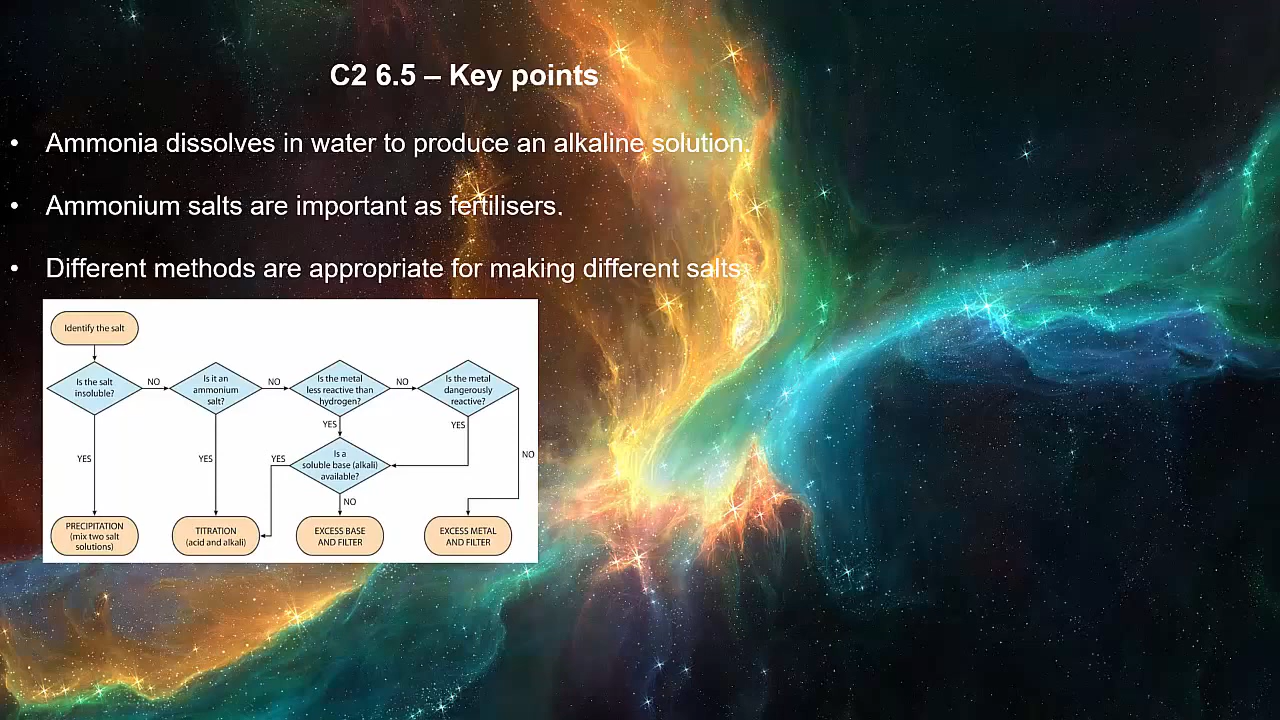 C2 6.5 – Key points
• Ammonia dissolves in water to produce an alkaline solution.
• Ammonium salts are important as fertilisers.
• Different methods are appropriate for making different salts.
Identify the salt
Is the salt
insoluble?
NO
Is it an
ammonium
salt?
NO
Is the metal
less reactive than
hydrogen?
NO
Is the metal
dangerously
reactive?
YES
YES
NO
YES
YES
YES
Is a
soluble base (alkali)
available?
NO
PRECIPITATION
(mix two salt
solutions)
TITRATION
(acid and alkali)
EXCESS BASE
AND FILTER
EXCESS METAL
AND FILTER